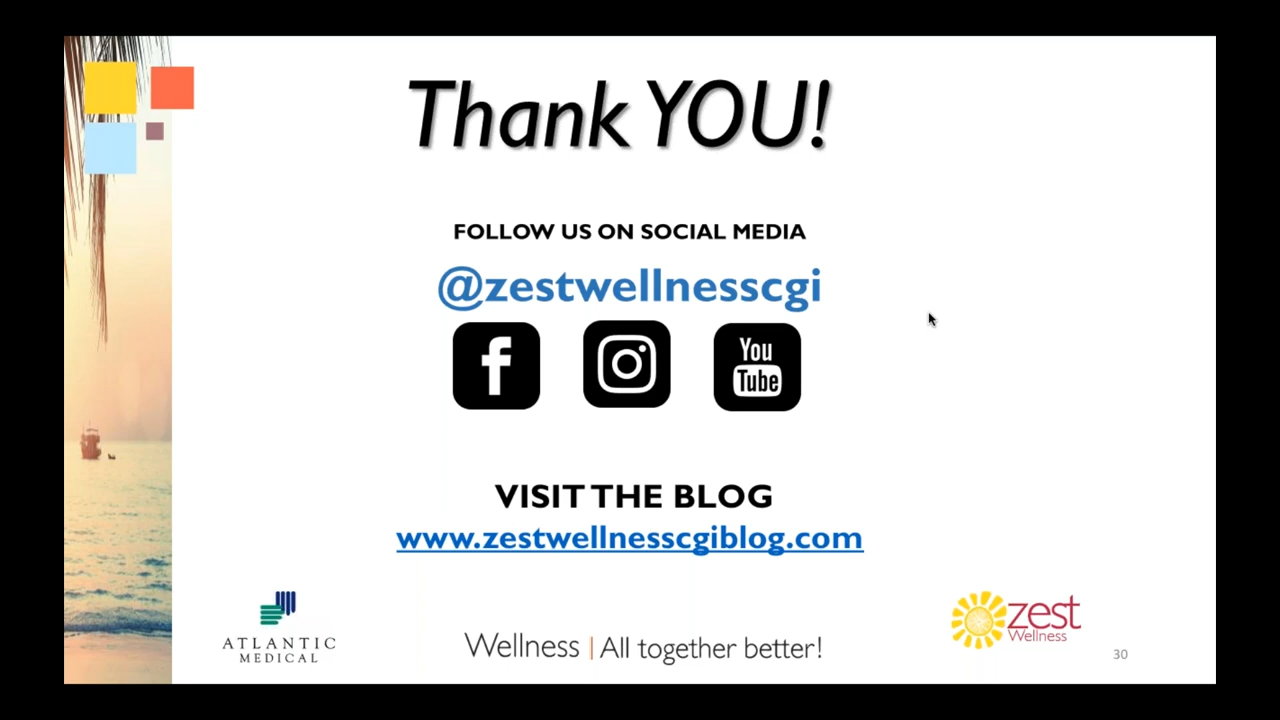 Thank YOU!
FOLLOW US ON SOCIAL MEDIA
@zestwellnesscgi
f
You
Tube
VISIT THE BLOG
www.zestwellnesscgiblog.com
ATLANTIC
MEDICAL
Wellness | All together better!
zest
Wellness
30